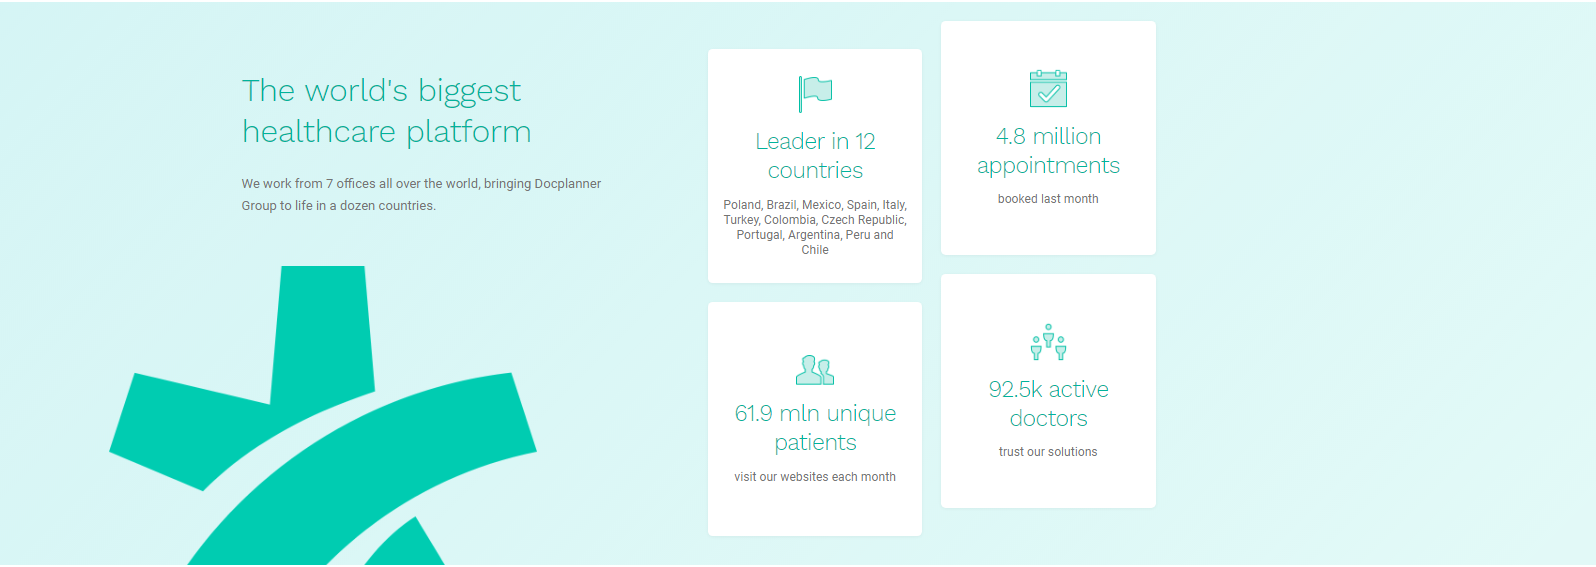 The world's biggest
healthcare platform
We work from 7 offices all over the world, bringing Docplanner
Group to life in a dozen countries.
Leader in 12
countries
Poland, Brazil, Mexico, Spain, Italy,
Turkey, Colombia, Czech Republic,
Portugal, Argentina, Peru and
Chile
4.8 million
appointments
booked last month
61.9 mln unique
patients
visit our websites each month
92.5k active
doctors
trust our solutions